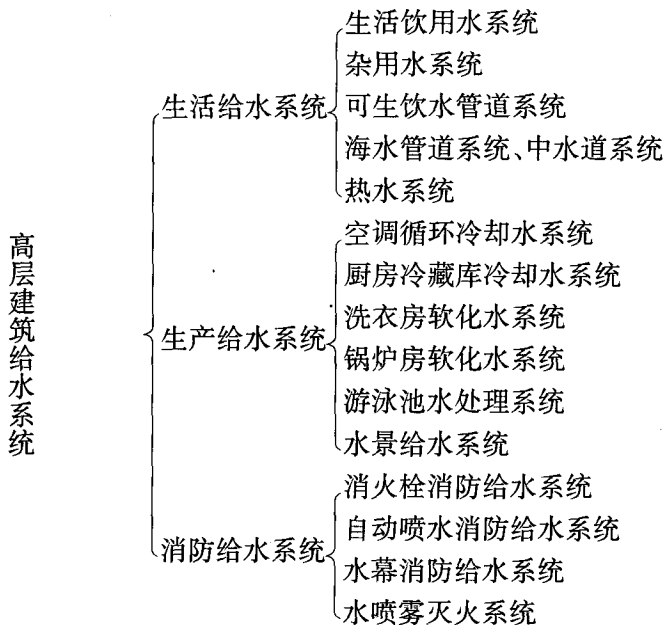 高层建筑给水系统
生活给水系统
生活饮用水系统
杂用水系统
可生饮水管道系统
海水管道系统、中水道系统
热水系统
生产给水系统
空调循环冷却水系统
厨房冷藏库冷却水系统
洗衣房软化水系统
锅炉房软化水系统
游泳池水处理系统
水景给水系统
消防给水系统
消火栓消防给水系统
自动喷水消防给水系统
水幕消防给水系统
水喷雾灭火系统